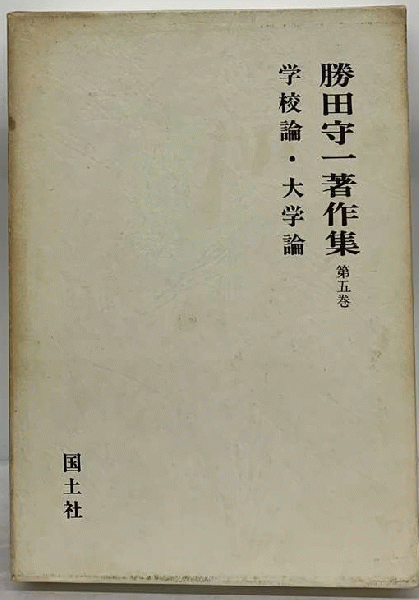 勝田守一著作集 第五巻
学校論・大学論
国土社